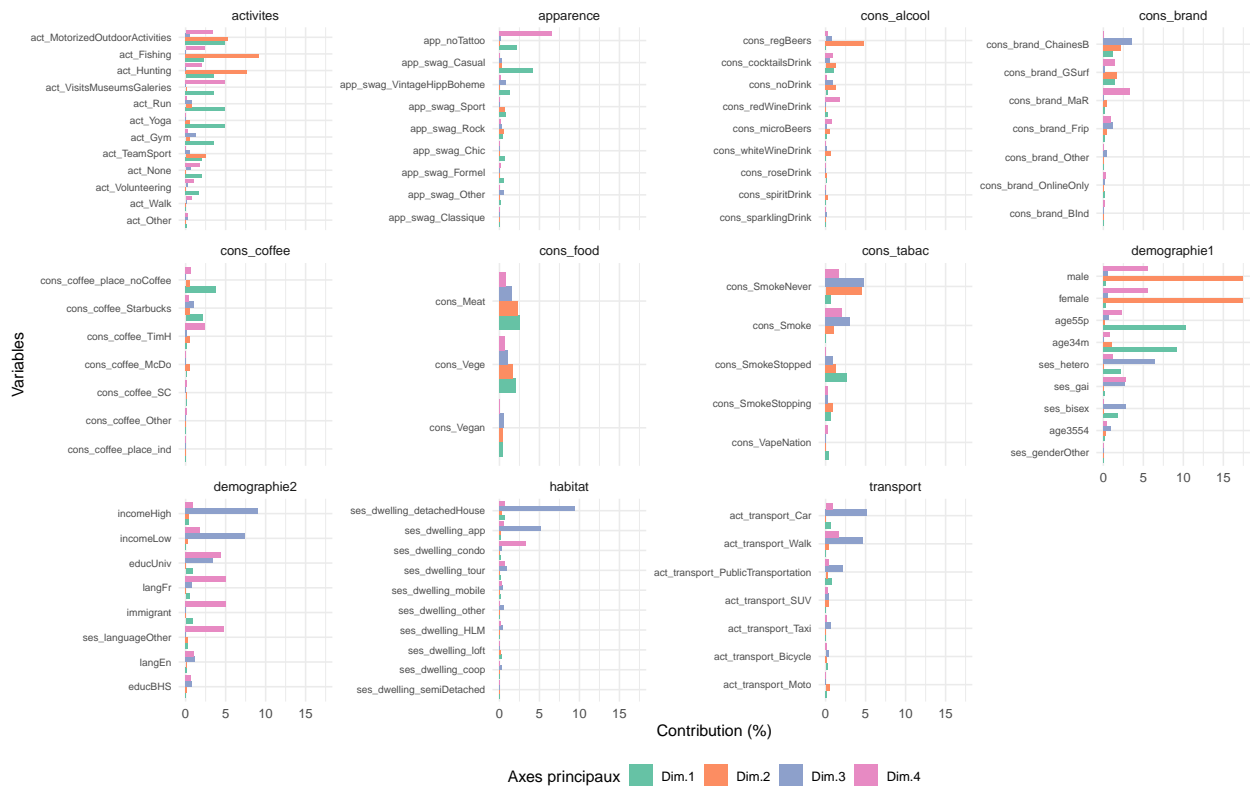 activites
act_MotorizedOutdoorActivities
act_Fishing
act_Hunting
act_VisitsMuseumsGaleries
act_Run
act_Yoga
act_Gym
act_TeamSport
act_None
act_Volunteering
act_Walk
act_Other
apparence
app_noTattoo
app_swag_Casual
app_swag_VintageHippBoheme
app_swag_Sport
app_swag_Rock
app_swag_Chic
app_swag_Formel
app_swag_Other
app_swag_Classique
cons_alcool
cons_regBeers
cons_cocktailsDrink
cons_noDrink
cons_redWineDrink
cons_microBeers
cons_whiteWineDrink
cons_roseDrink
cons_spiritDrink
cons_sparklingDrink
cons_brand
cons_brand_ChainesB
cons_brand_GSurf
cons_brand_MaR
cons_brand_Frip
cons_brand_Other
cons_brand_OnlineOnly
cons_brand_BInd
cons_coffee
cons_coffee_place_noCoffee
cons_coffee_Starbucks
cons_coffee_TimH
cons_coffee_McDo
cons_coffee_SC
cons_coffee_Other
cons_coffee_place_ind
cons_food
cons_Meat
cons_Vege
cons_Vegan
cons_tabac
cons_SmokeNever
cons_Smoke
cons_SmokeStopped
cons_SmokeStopping
cons_VapeNation
demographie1
male
female
age55p
age34m
ses_hetero
ses_gai
ses_bisex
age3554
ses_genderOther
0 5 10 15
demographie2
incomeHigh
incomeLow
educUniv
langFr
immigrant
ses_languageOther
langEn
educBHS
0 5 10 15
habitat
ses_dwelling_detachedHouse
ses_dwelling_app
ses_dwelling_condo
ses_dwelling_tour
ses_dwelling_mobile
ses_dwelling_other
ses_dwelling_HLM
ses_dwelling_loft
ses_dwelling_coop
ses_dwelling_semiDetached
0 5 10 15
transport
act_transport_Car
act_transport_Walk
act_transport_PublicTransportation
act_transport_SUV
act_transport_Taxi
act_transport_Bicycle
act_transport_Moto
0 5 10 15
Variables
Contribution (%)
Axes principaux Dim.1 Dim.2 Dim.3 Dim.4